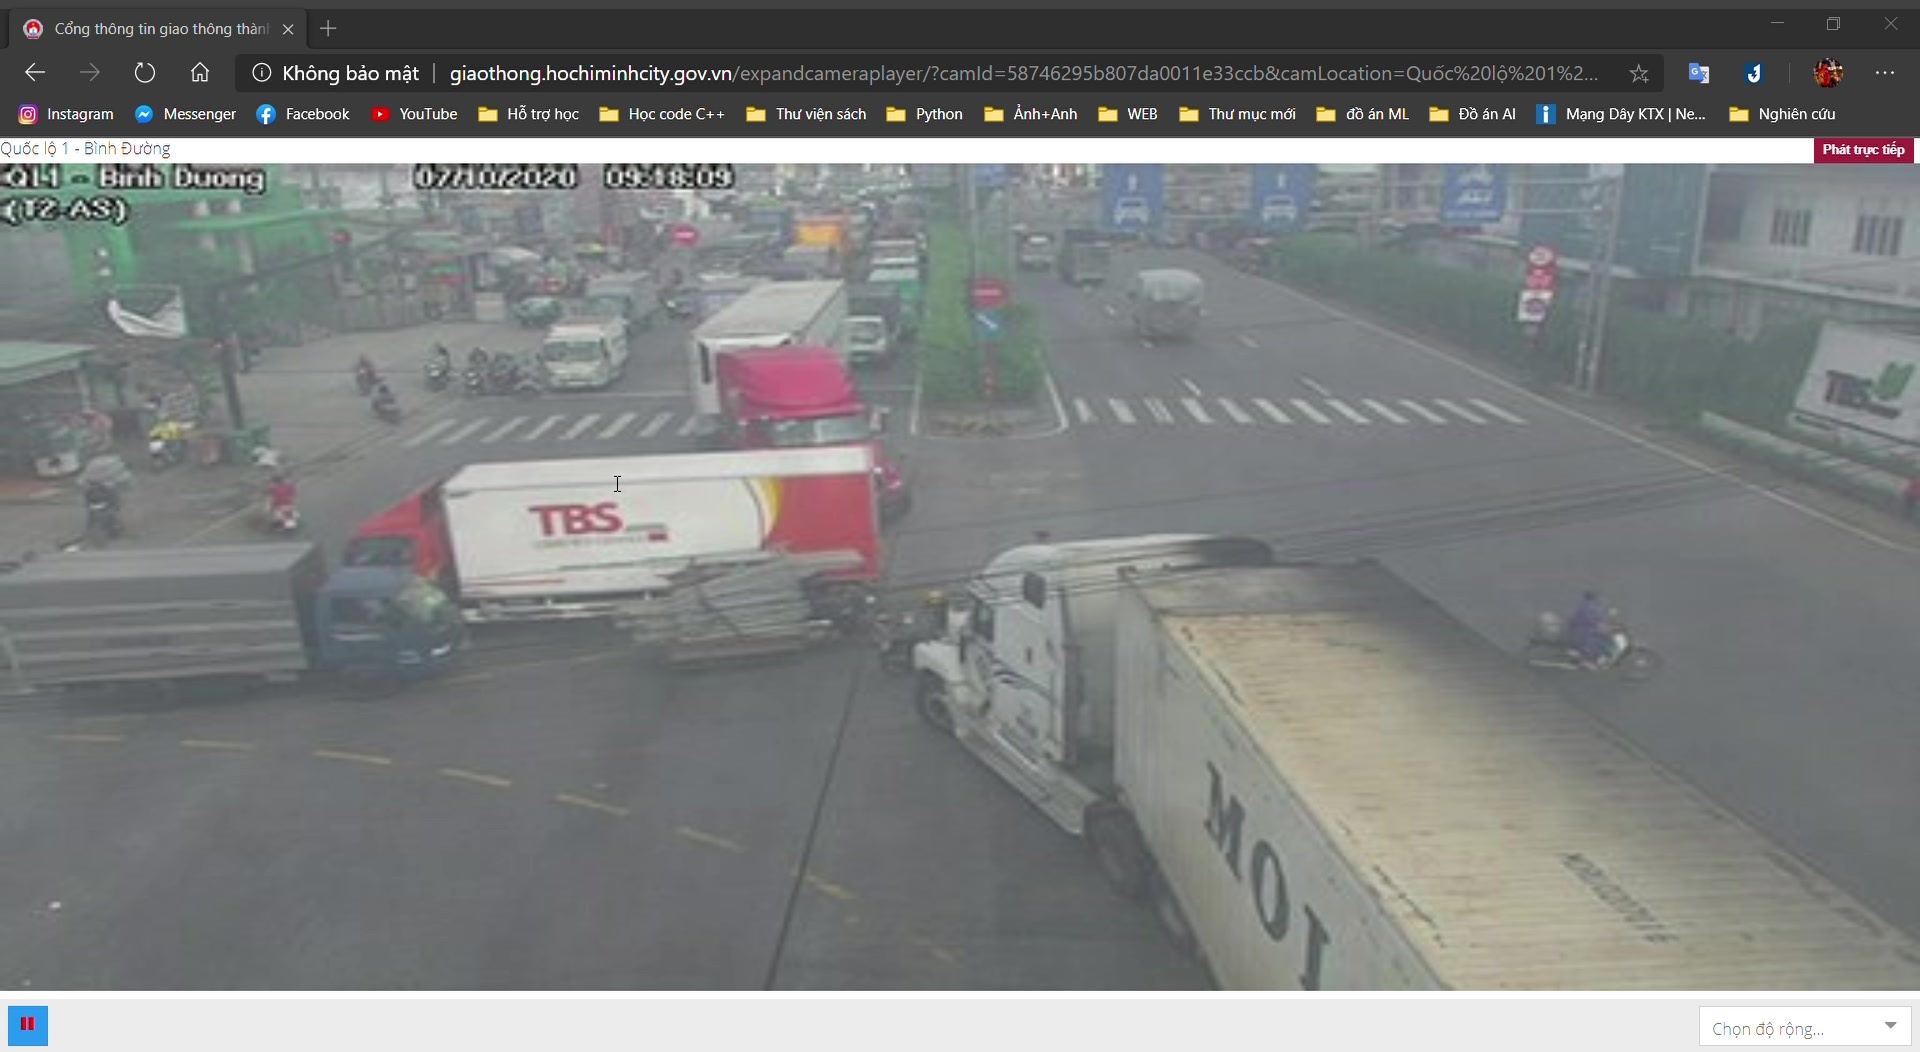 Cổng thông tin giao thông thàn
Không bảo mật
giaothong.hochiminhcity.gov.vn/expandcameraplayer/?camId=58746295b807da0011e33ccb&camLocation=Quốc%20lộ%201%2...
Instagram
Messenger
Facebook
YouTube
Hỗ trợ học
Học code C++
Thư viện sách
Python
Ảnh+Anh
WEB
Thư mục mới
đồ án ML
Đồ án AI
Mạng Dây KTX | Ne...
Nghiên cứu
Quốc lộ 1 - Bình Đường
Phát trực tiếp
QL1 - Binh Duong
07/10/2020 09:18:09
(T2-AS)
TBS
MOL
Chọn độ rộng...